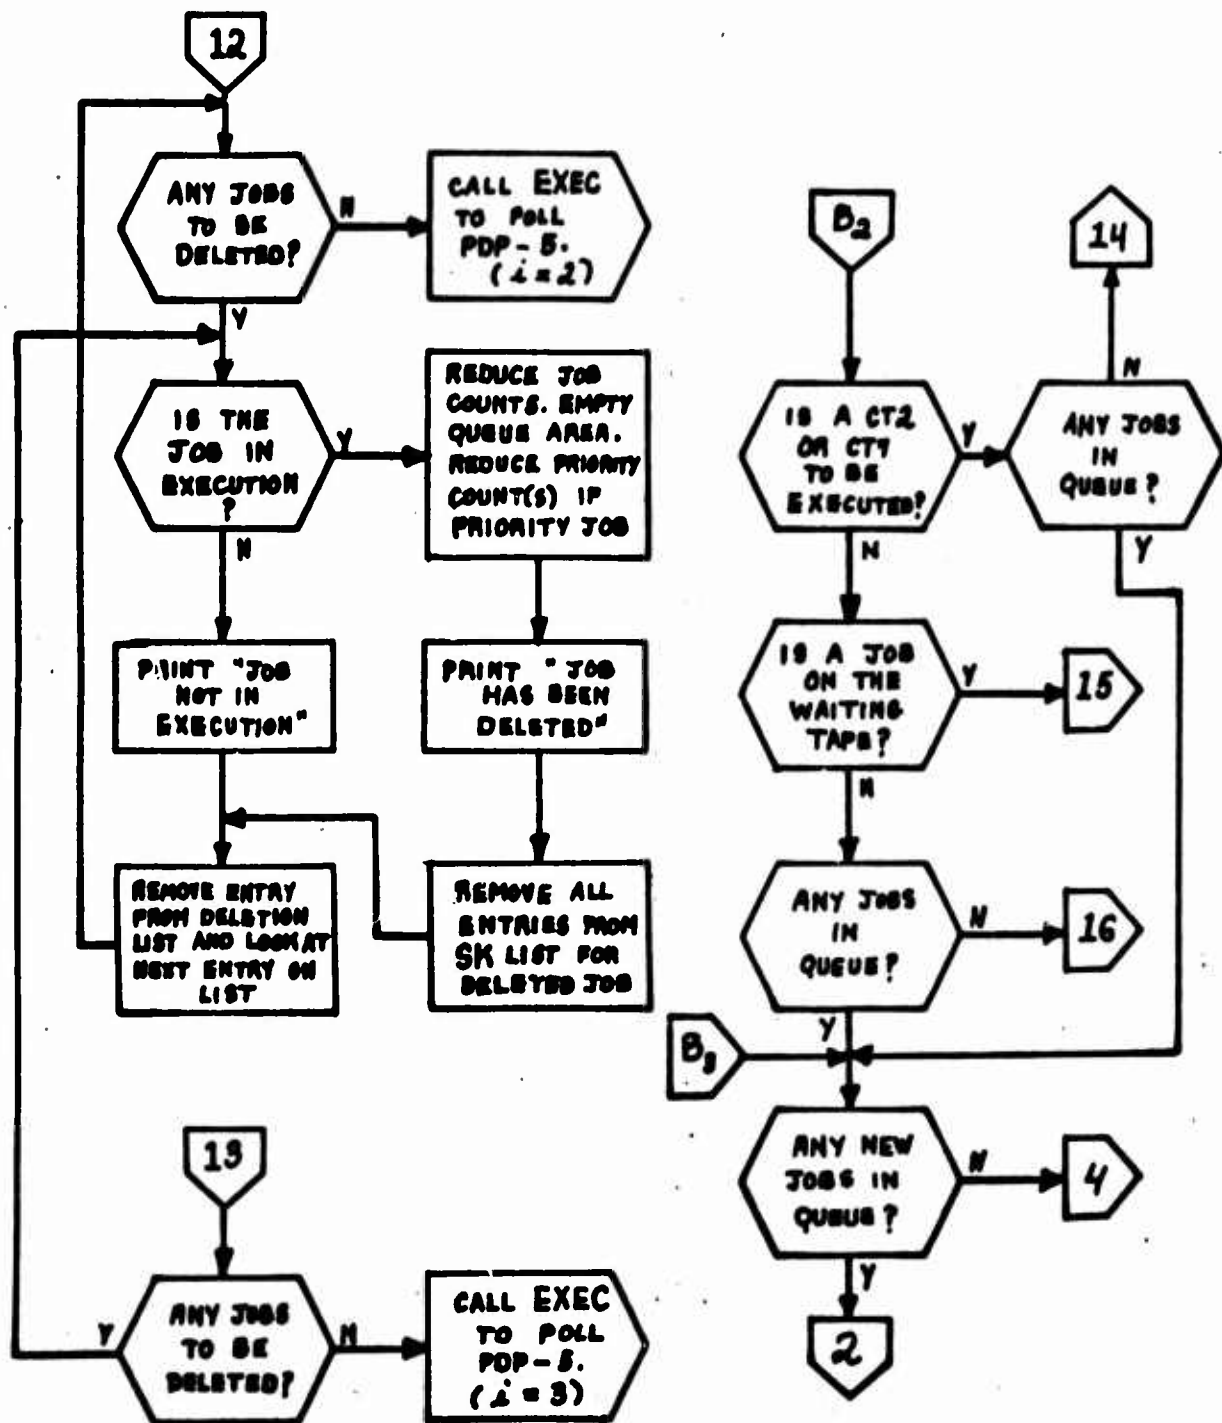 12
ANY JOBS
TO BE
DELETED?
N
CALL EXEC
TO POLL
PDP-5.
(i=2)
Y
IS THE
JOB IN
EXECUTION
?
Y
REDUCE JOB
COUNTS. EMPTY
QUEUE AREA.
REDUCE PRIORITY
COUNT(S) IF
PRIORITY JOB
N
PRINT "JOB
NOT IN
EXECUTION"
PRINT "JOB
HAS BEEN
DELETED"
REMOVE ENTRY
FROM DELETION
LIST AND LOOK AT
NEXT ENTRY ON
LIST
REMOVE ALL
ENTRIES FROM
SK LIST FOR
DELETED JOB
13
ANY JOBS
TO BE
DELETED?
Y
N
CALL EXEC
TO POLL
PDP-5.
(i=3)
B2
14
IS A CT2
OR CT9
TO BE
EXECUTED?
Y
N
ANY JOBS
IN
QUEUE?
Y
N
IS A JOB
ON THE
WAITING
TAPE?
Y
15
N
ANY JOBS
IN
QUEUE?
N
16
Y
B3
ANY NEW
JOBS IN
QUEUE?
N
4
Y
2